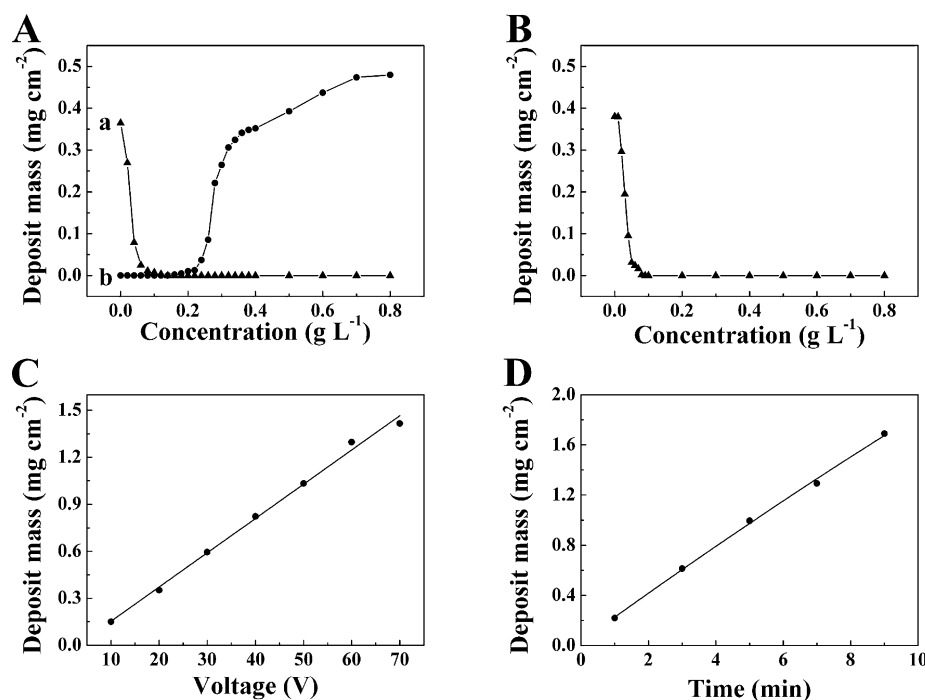 A
Deposit mass (mg cm⁻²)
0.5
0.4
0.3
0.2
0.1
0.0
a
b
0.0 0.2 0.4 0.6 0.8
Concentration (g L⁻¹)
B
Deposit mass (mg cm⁻²)
0.5
0.4
0.3
0.2
0.1
0.0
0.0 0.2 0.4 0.6 0.8
Concentration (g L⁻¹)
C
Deposit mass (mg cm⁻²)
1.5
1.2
0.9
0.6
0.3
0.0
10 20 30 40 50 60 70
Voltage (V)
D
Deposit mass (mg cm⁻²)
2.0
1.6
1.2
0.8
0.4
0.0
0 2 4 6 8 10
Time (min)